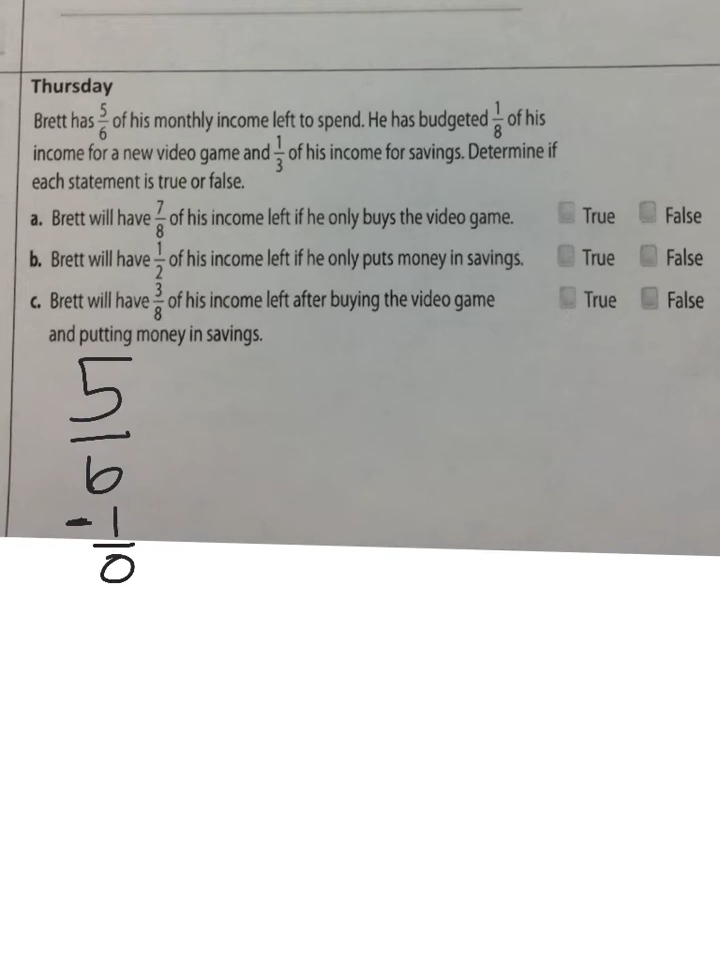 Thursday
Brett has 5/6 of his monthly income left to spend. He has budgeted 1/8 of his
income for a new video game and 1/3 of his income for savings. Determine if
each statement is true or false.
a. Brett will have 7/8 of his income left if he only buys the video game. True False
b. Brett will have 1/2 of his income left if he only puts money in savings. True False
c. Brett will have 3/8 of his income left after buying the video game True False
and putting money in savings.
5
6
- 1
0